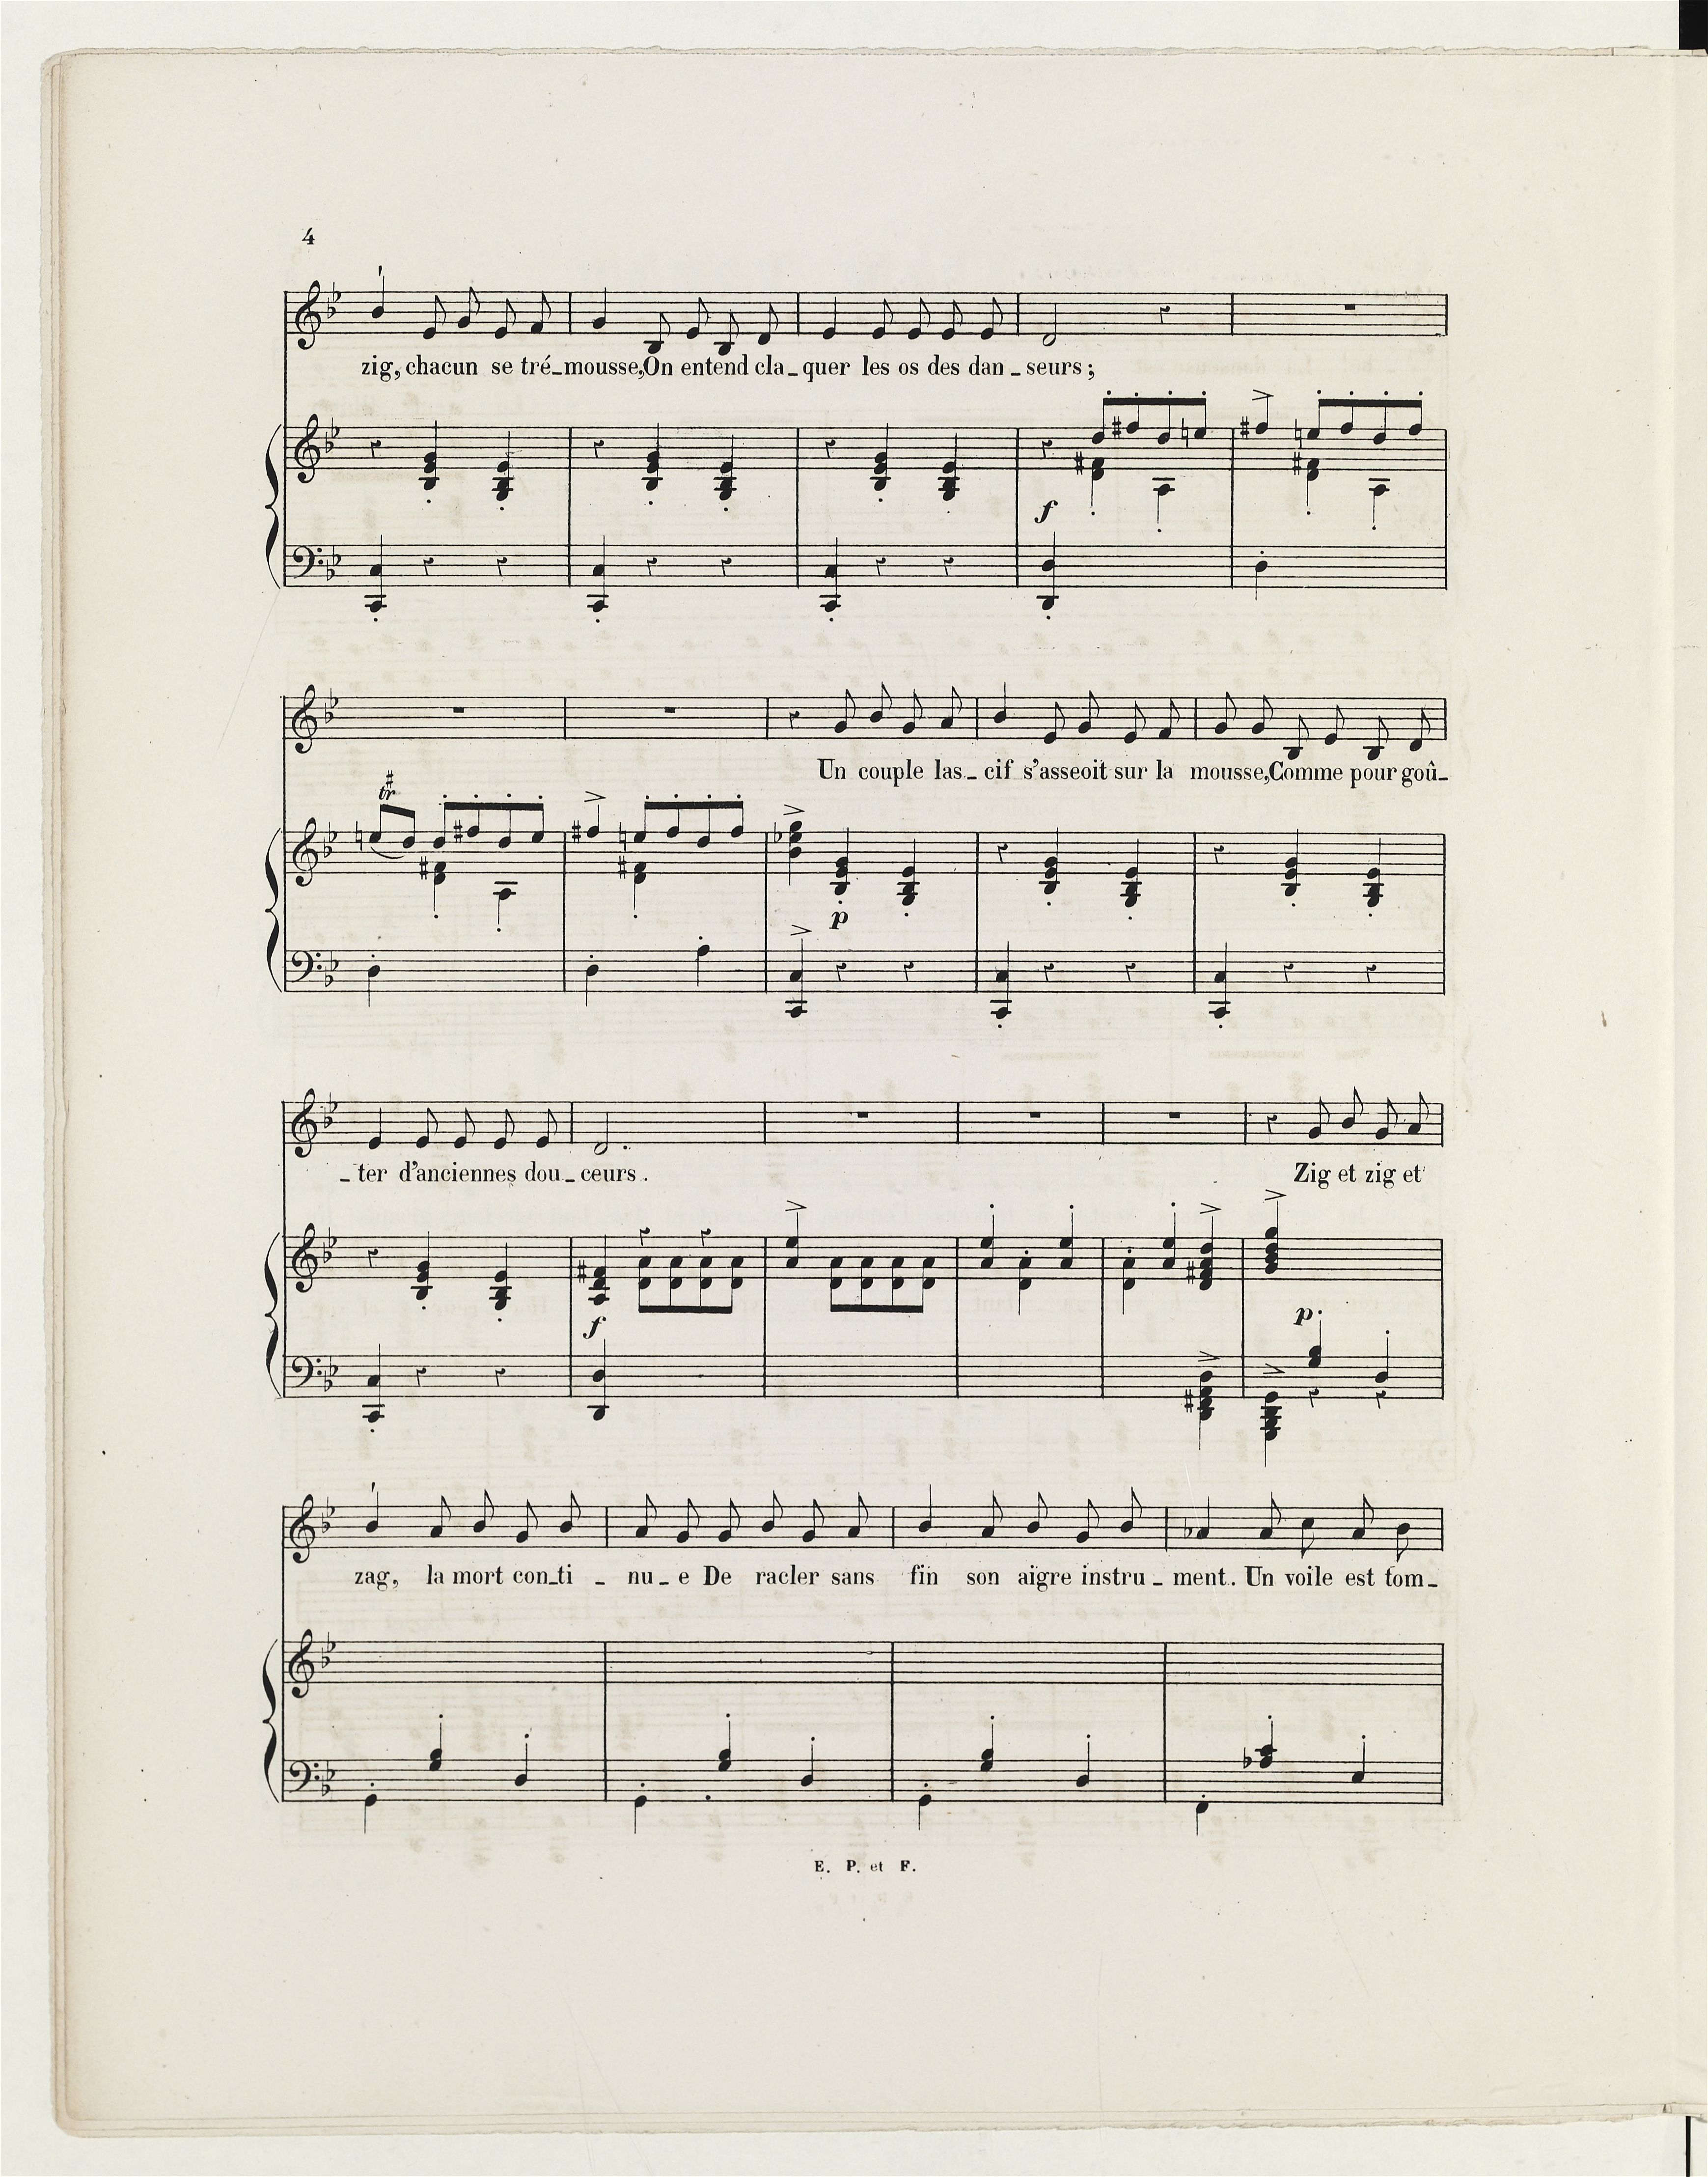 4
zig, chacun se tré_mousse, On entend cla_quer les os des dan_seurs;
f
tr
Un couple las_cif s'asseoit sur la mousse, Comme pour goû_
p
_ter d'anciennes dou_ceurs.
Zig et zig et
f
p
zag, la mort con_ti_nu_e De racler sans fin son aigre instru_ment. Un voile est tom_
E. P. et F.